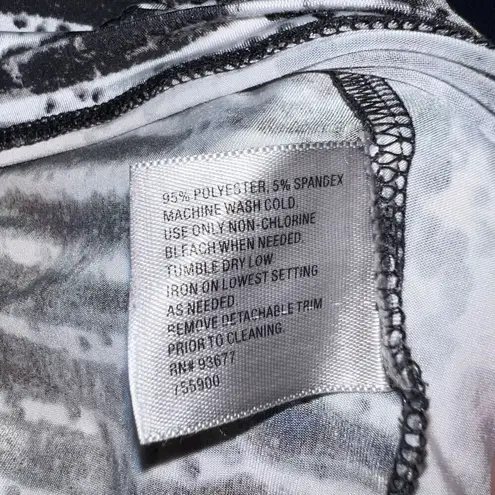 95% POLYESTER, 5% SPANDEX
MACHINE WASH COLD.
USE ONLY NON-CHLORINE
BLEACH WHEN NEEDED.
TUMBLE DRY LOW
IRON ON LOWEST SETTING
AS NEEDED.
REMOVE DETACHABLE TRIM
PRIOR TO CLEANING.
RN# 93677
755900